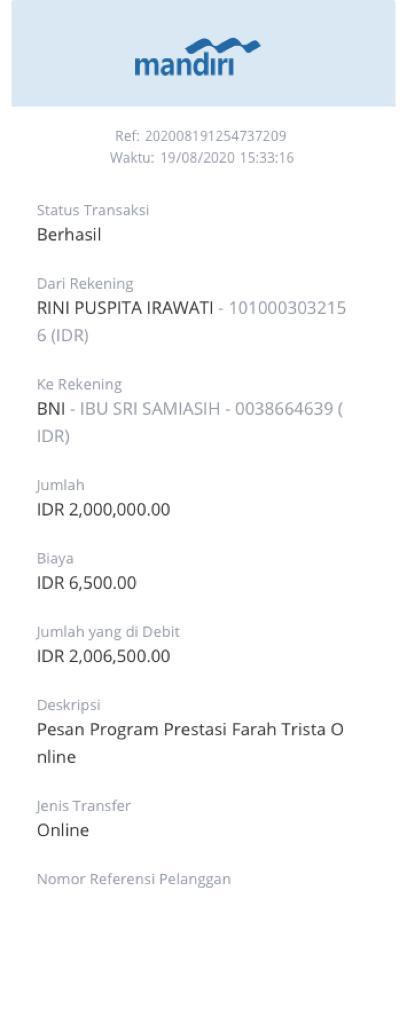 mandiri
Ref: 202008191254737209
Waktu: 19/08/2020 15:33:16
Status Transaksi
Berhasil
Dari Rekening
RINI PUSPITA IRAWATI - 101000303215
6 (IDR)
Ke Rekening
BNI - IBU SRI SAMIASIH - 0038664639 (
IDR)
Jumlah
IDR 2,000,000.00
Biaya
IDR 6,500.00
Jumlah yang di Debit
IDR 2,006,500.00
Deskripsi
Pesan Program Prestasi Farah Trista O
nline
Jenis Transfer
Online
Nomor Referensi Pelanggan